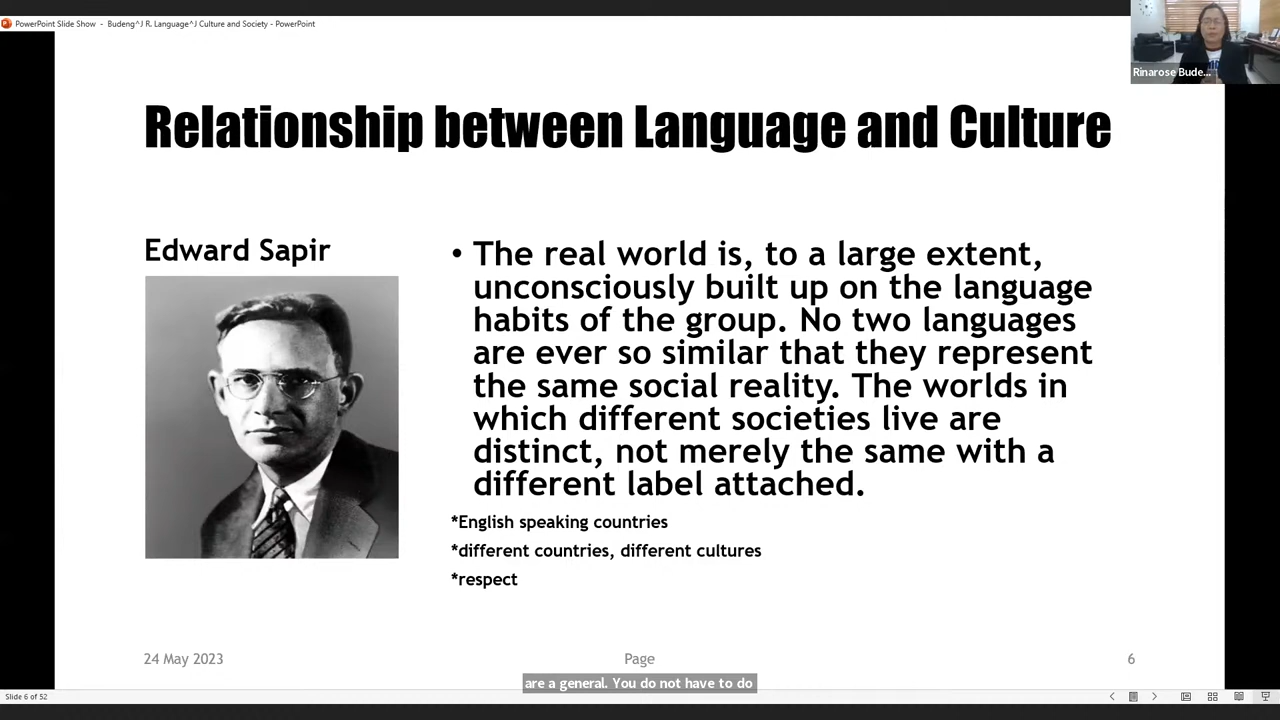 PowerPoint Slide Show - Budeng^J R. Language^J Culture and Society - PowerPoint
Rinarose Bude...
Relationship between Language and Culture
Edward Sapir
• The real world is, to a large extent,
unconsciously built up on the language
habits of the group. No two languages
are ever so similar that they represent
the same social reality. The worlds in
which different societies live are
distinct, not merely the same with a
different label attached.
*English speaking countries
*different countries, different cultures
*respect
24 May 2023
Page
6
are a general. You do not have to do
Slide 6 of 52